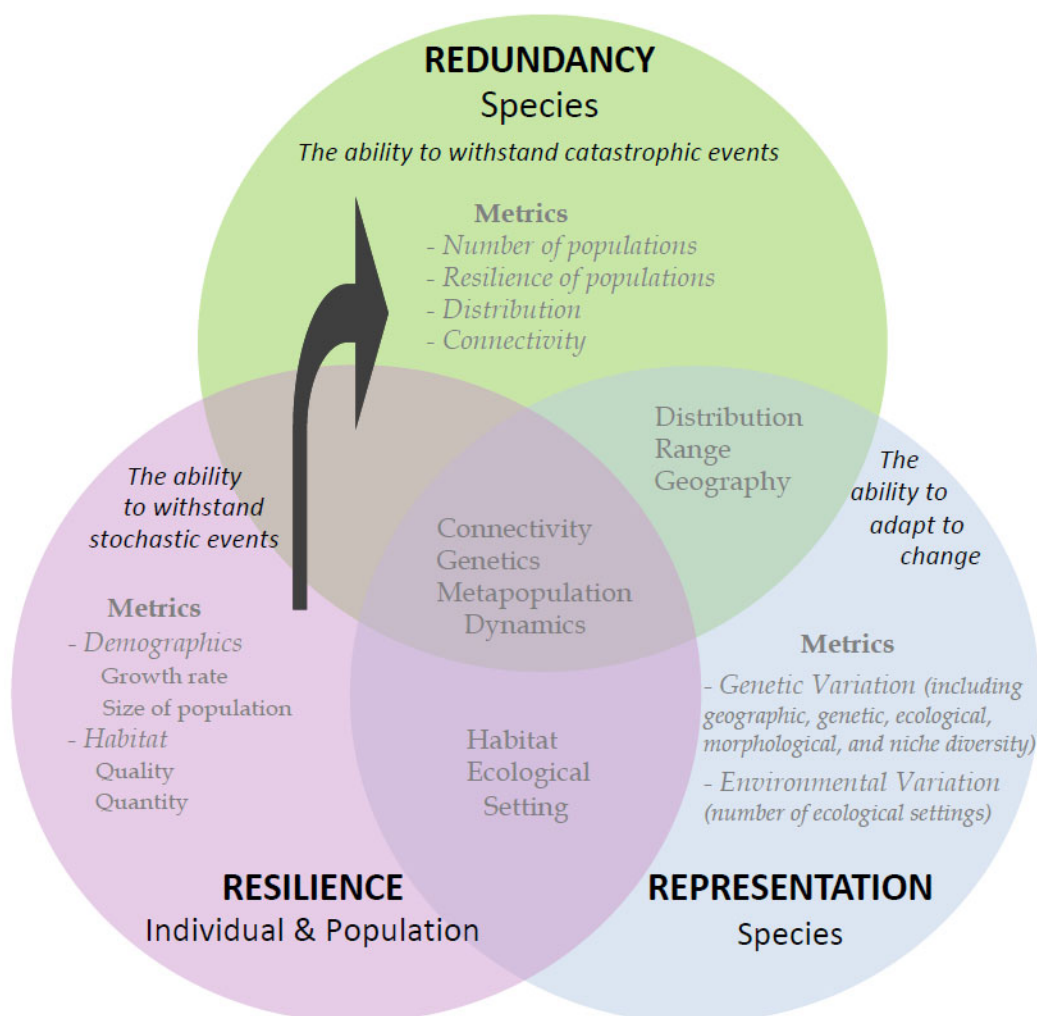 REDUNDANCY
Species
The ability to withstand catastrophic events
Metrics
- Number of populations
- Resilience of populations
- Distribution
- Connectivity
Distribution
Range
Geography
The ability
to withstand
stochastic events
The
ability to
adapt to
change
Connectivity
Genetics
Metapopulation
Dynamics
Metrics
- Demographics
Growth rate
Size of population
- Habitat
Quality
Quantity
Habitat
Ecological
Setting
Metrics
- Genetic Variation (including
geographic, genetic, ecological,
morphological, and niche diversity)
- Environmental Variation
(number of ecological settings)
RESILIENCE
Individual & Population
REPRESENTATION
Species